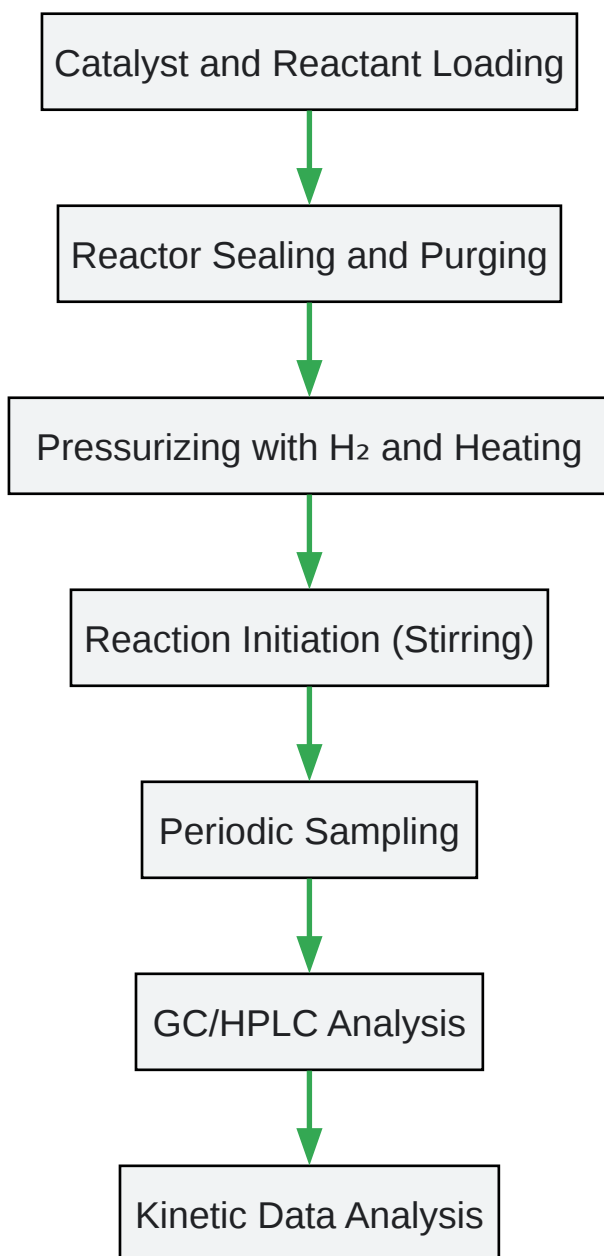 Catalyst and Reactant Loading
Reactor Sealing and Purging
Pressurizing with H₂ and Heating
Reaction Initiation (Stirring)
Periodic Sampling
GC/HPLC Analysis
Kinetic Data Analysis